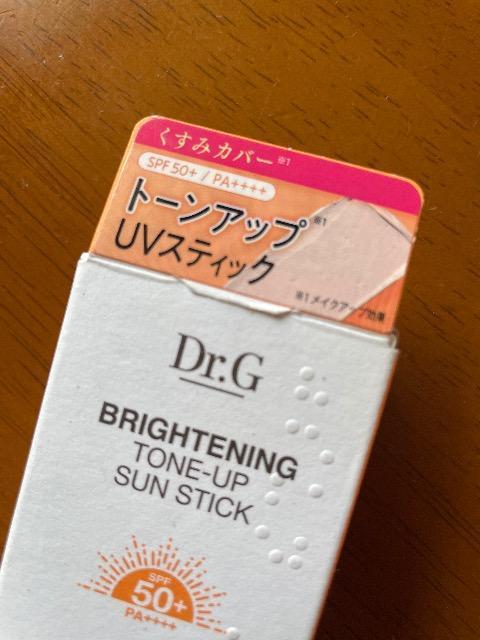 くすみカバー※1
SPF50+ / PA++++
トーンアップ※1
UVスティック
※1メイクアップ効果
Dr.G
BRIGHTENING
TONE-UP
SUN STICK
SPF
50+
PA++++